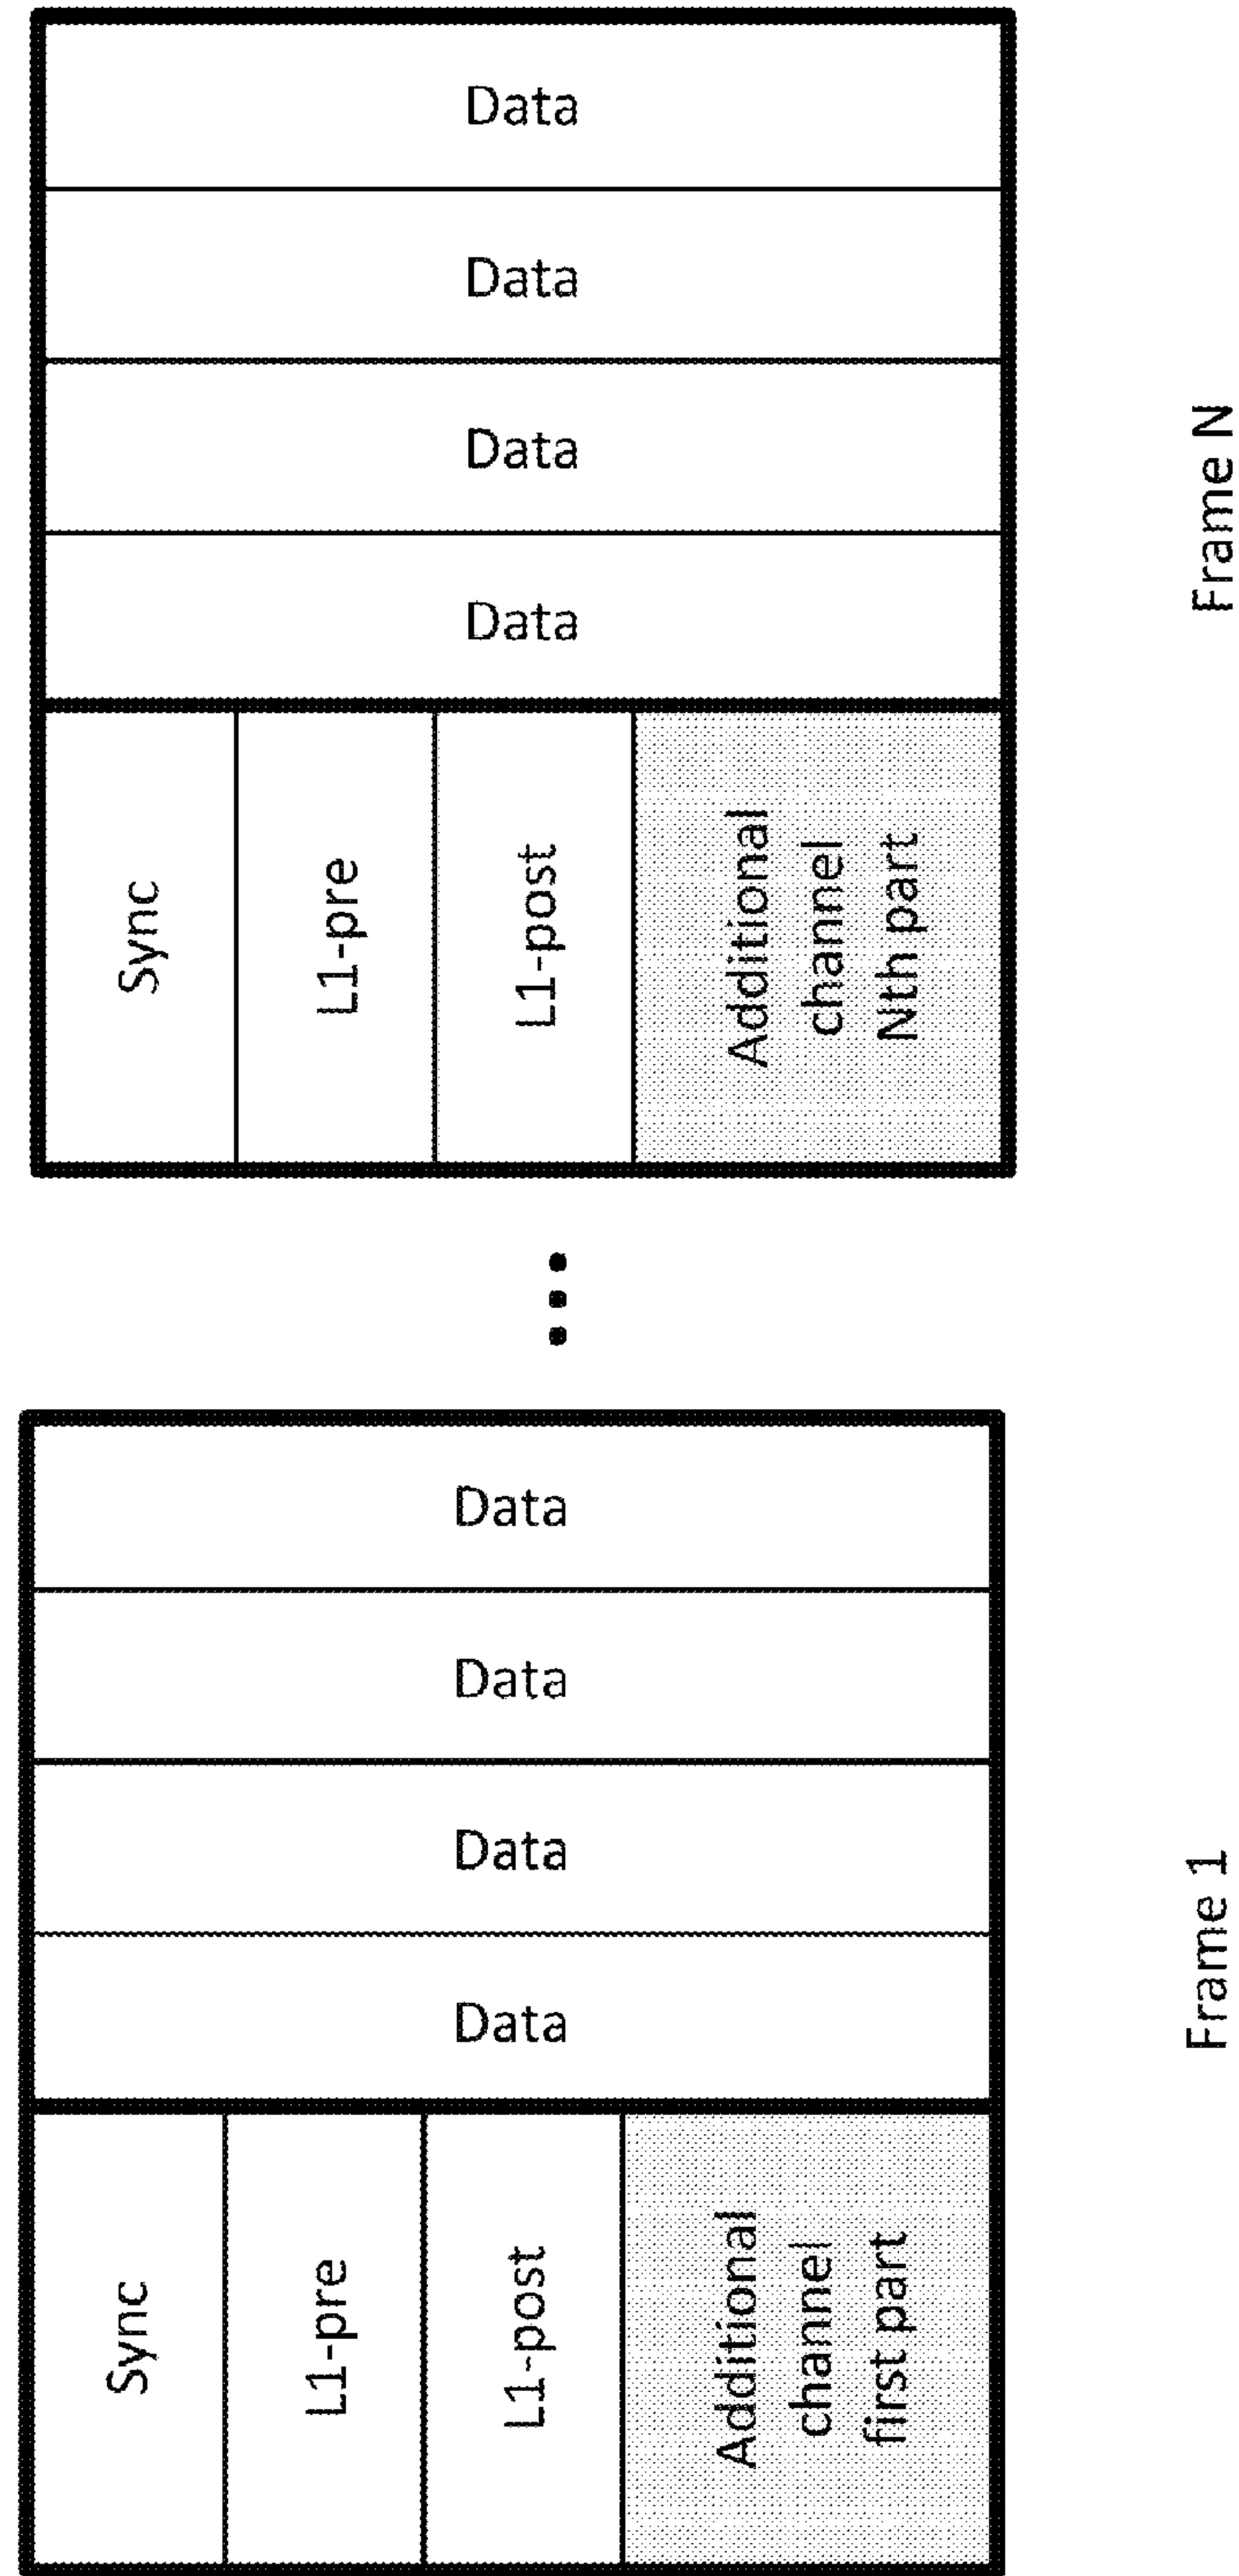 Sync
L1-pre
L1-post
Additional
channel
first part
Data
Data
Data
Data
Frame 1
...
Sync
L1-pre
L1-post
Additional
channel
Nth part
Data
Data
Data
Data
Frame N